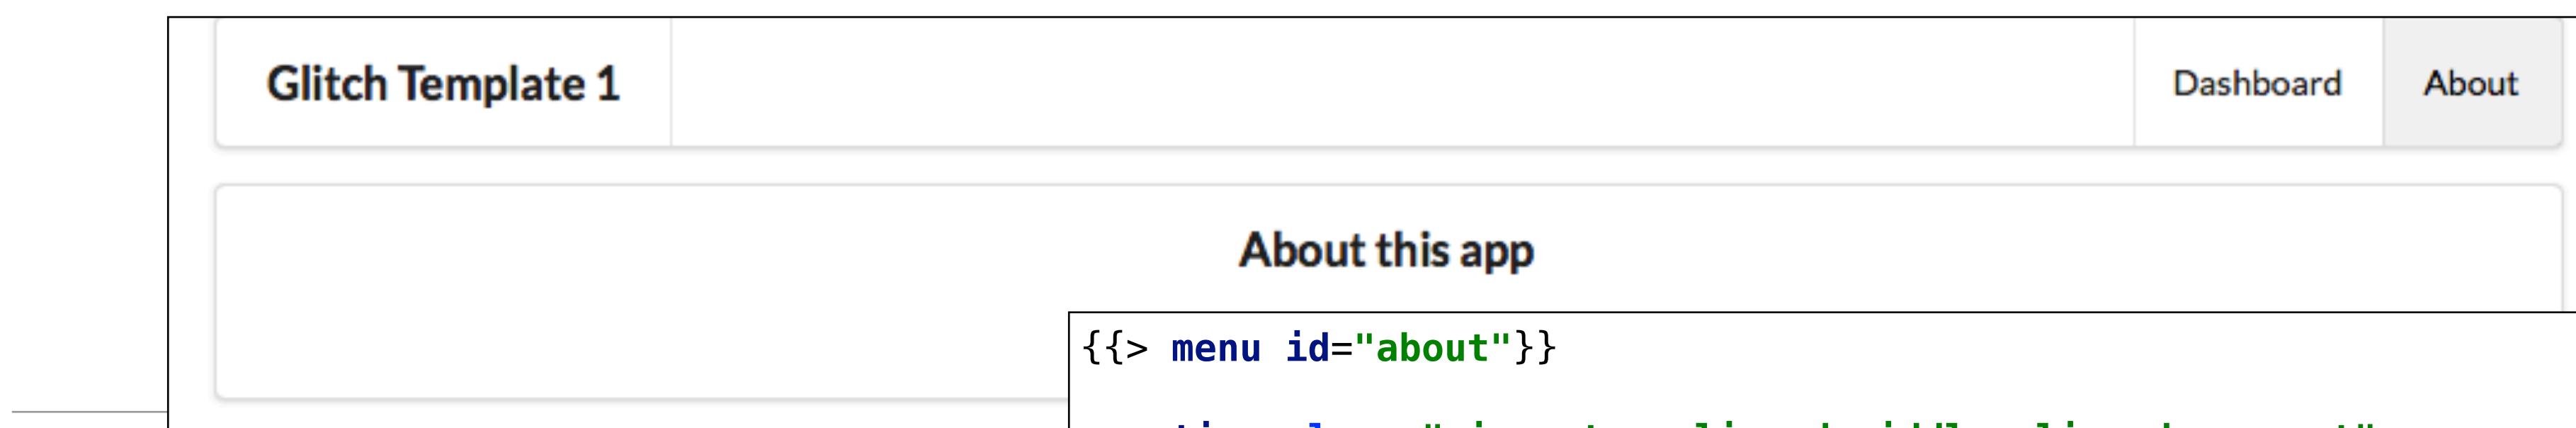 Glitch Template 1 Dashboard About
About this app
{{> menu id="about"}}